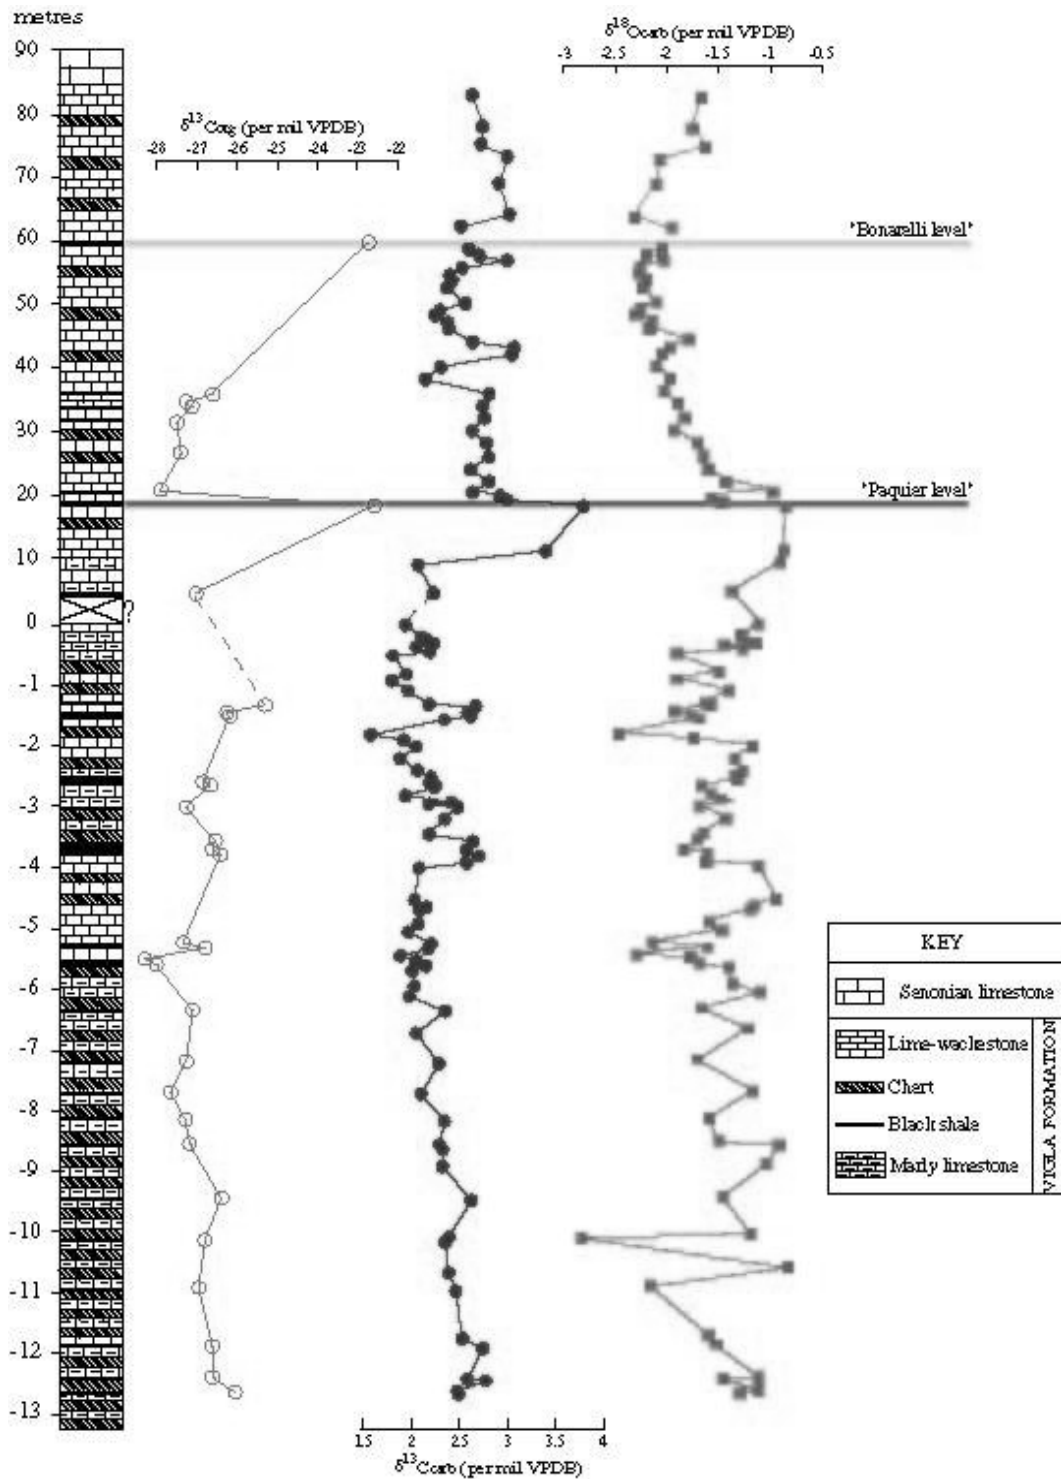 metres
δ18Ocarb (per mil VPDB)
-3 -2.5 -2 -1.5 -1 -0.5
δ13Corg (per mil VPDB)
-28 -27 -26 -25 -24 -23 -22
90
80
70
60
50
40
30
20
10
0
?
-1
-2
-3
-4
-5
-6
-7
-8
-9
-10
-11
-12
-13
"Bonarelli level"
"Paquier level"
KEY
Senonian limestone
Lime-wackestone
Chert
Black shale
Marly limestone
VIGLA FORMATION
1.5 2 2.5 3 3.5 4
δ13Ccarb (per mil VPDB)